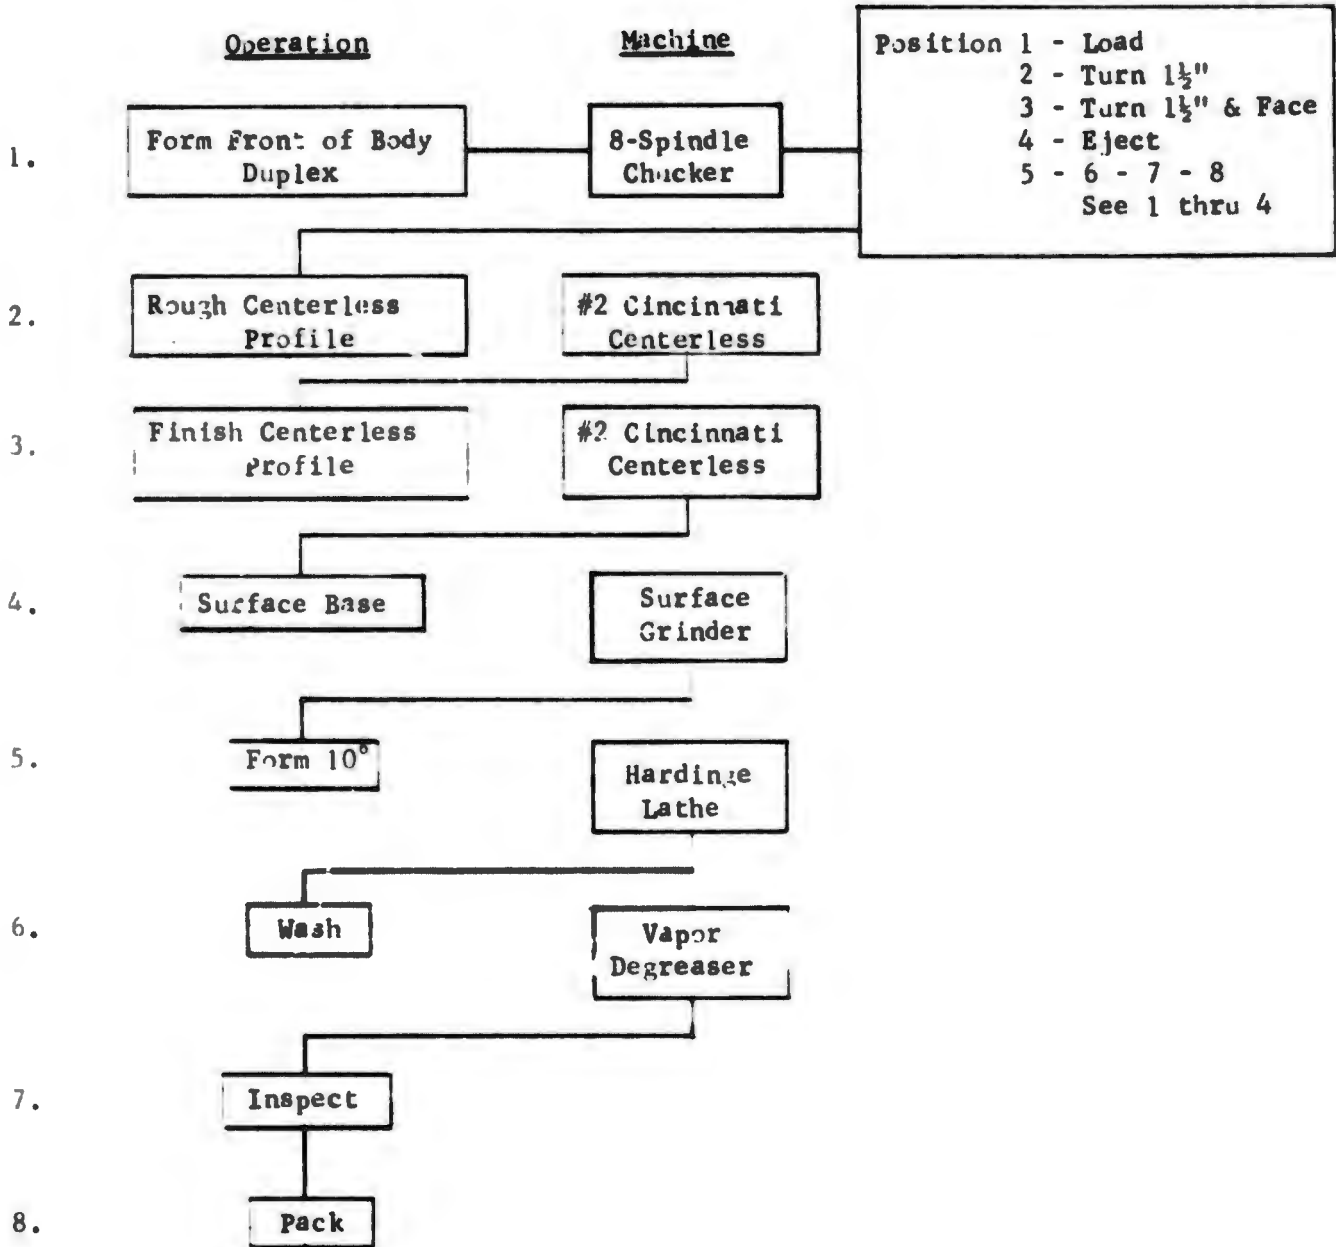 Operation Machine
Position 1 - Load
2 - Turn 1½"
3 - Turn 1½" & Face
4 - Eject
5 - 6 - 7 - 8
See 1 thru 4
1.
Form Front of Body
Duplex
8-Spindle
Chucker
2.
Rough Centerless
Profile
#2 Cincinnati
Centerless
3.
Finish Centerless
Profile
#2 Cincinnati
Centerless
4.
Surface Base
Surface
Grinder
5.
Form 10°
Hardinge
Lathe
6.
Wash
Vapor
Degreaser
7.
Inspect
8.
Pack